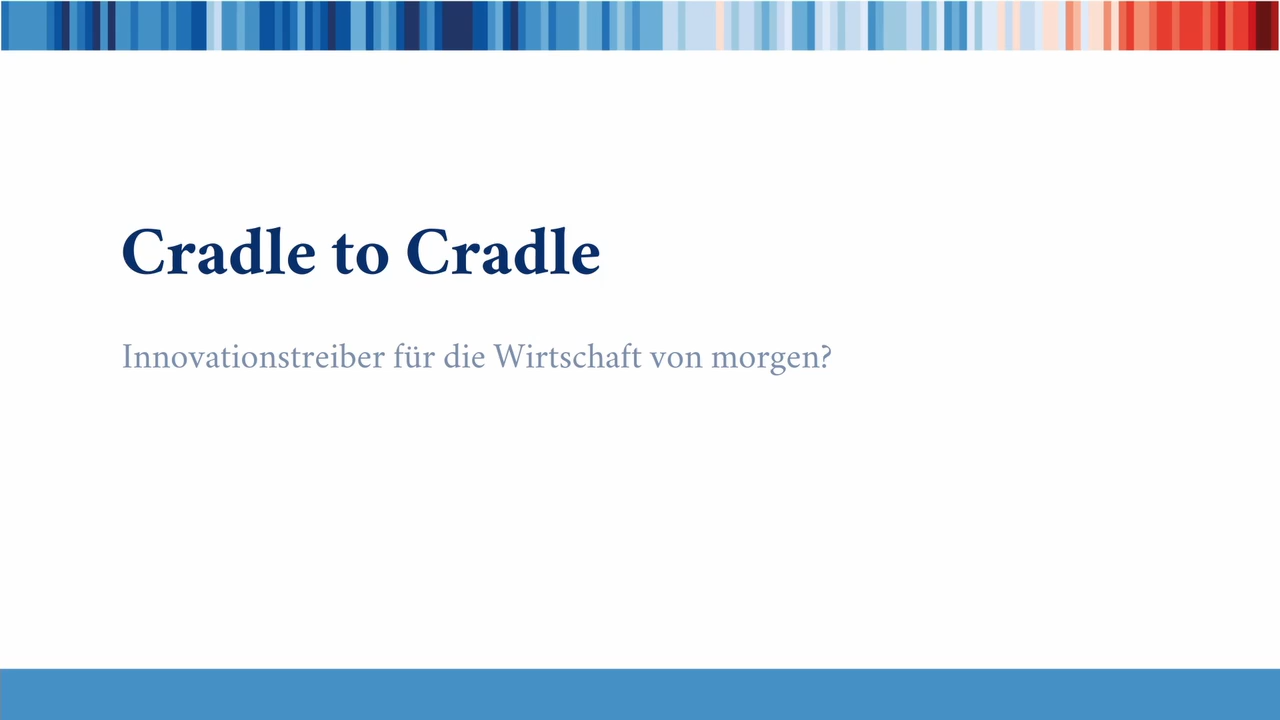 Cradle to Cradle
Innovationstreiber für die Wirtschaft von morgen?